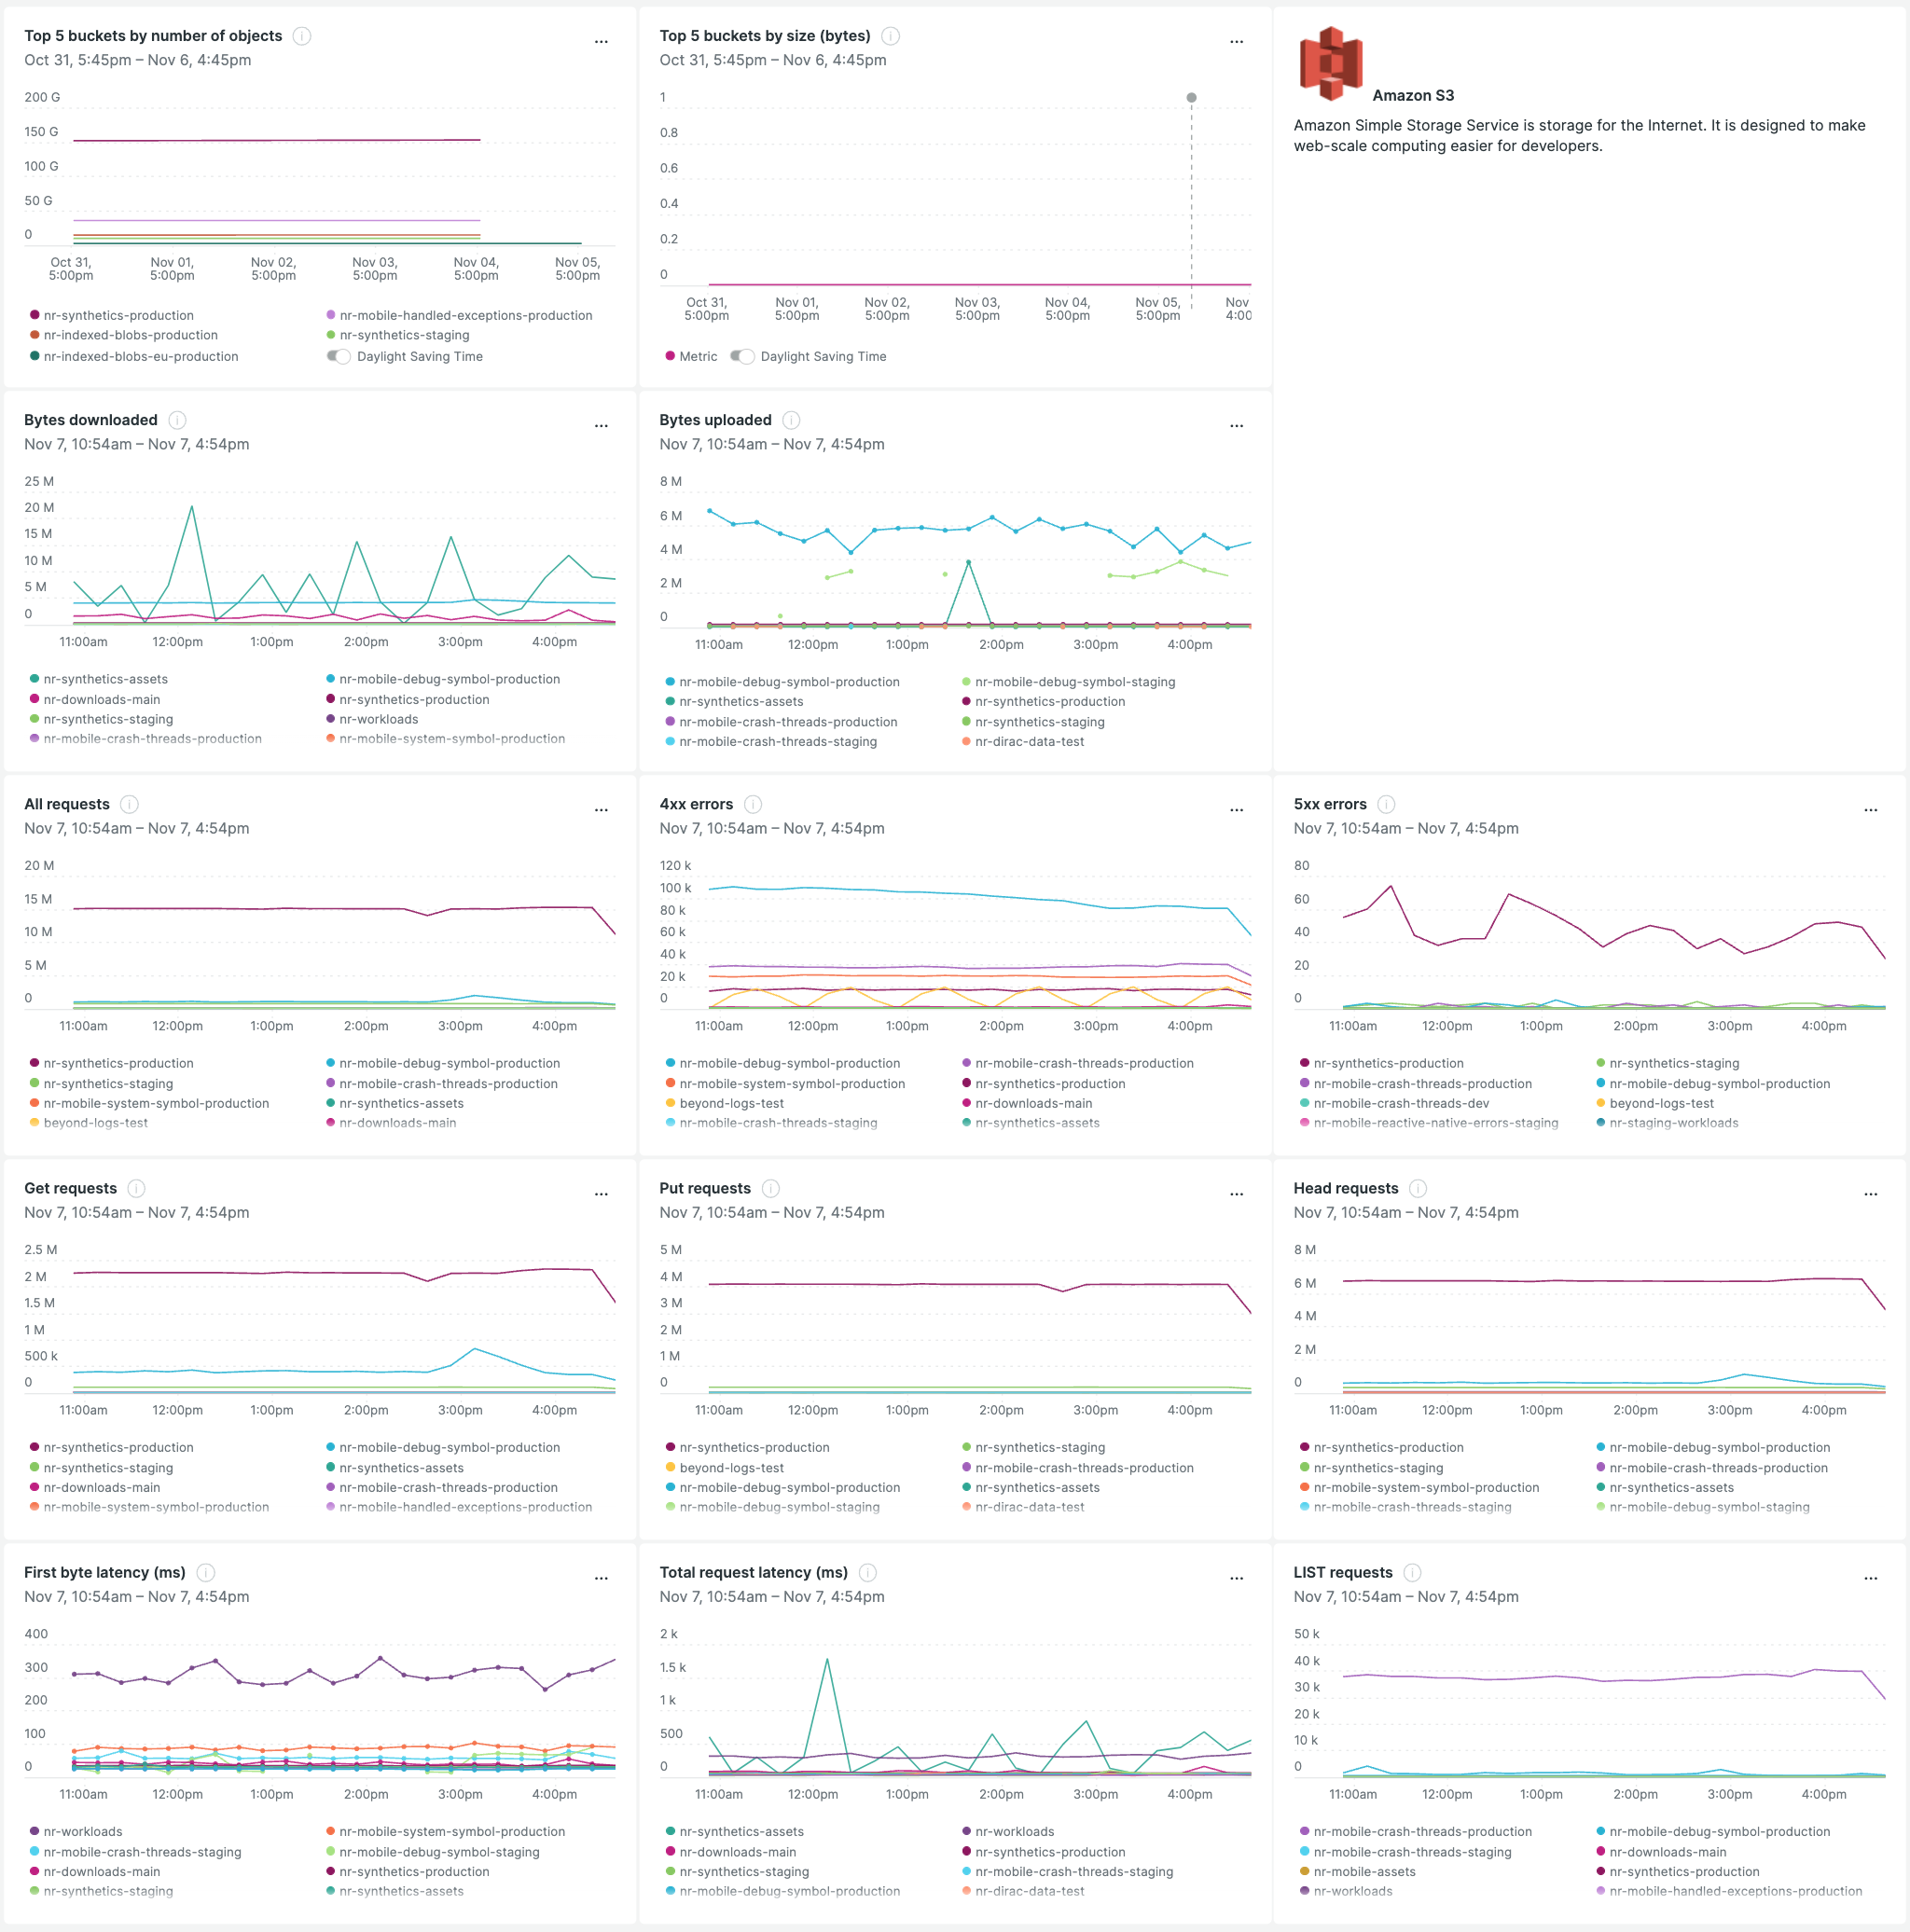 Top 5 buckets by number of objects
Oct 31, 5:45pm – Nov 6, 4:45pm
200 G
150 G
100 G
50 G
0
Oct 31, 5:00pm
Nov 01, 5:00pm
Nov 02, 5:00pm
Nov 03, 5:00pm
Nov 04, 5:00pm
Nov 05, 5:00pm
nr-synthetics-production
nr-mobile-handled-exceptions-production
nr-indexed-blobs-production
nr-synthetics-staging
nr-indexed-blobs-eu-production
Daylight Saving Time
Top 5 buckets by size (bytes)
Oct 31, 5:45pm – Nov 6, 4:45pm
1
0.8
0.6
0.4
0.2
0
Oct 31, 5:00pm
Nov 01, 5:00pm
Nov 02, 5:00pm
Nov 03, 5:00pm
Nov 04, 5:00pm
Nov 05, 5:00pm
Nov 4:00
Metric
Daylight Saving Time
Amazon S3
Amazon Simple Storage Service is storage for the Internet. It is designed to make
web-scale computing easier for developers.
Bytes downloaded
Nov 7, 10:54am – Nov 7, 4:54pm
25 M
20 M
15 M
10 M
5 M
0
11:00am 12:00pm 1:00pm 2:00pm 3:00pm 4:00pm
nr-synthetics-assets
nr-mobile-debug-symbol-production
nr-downloads-main
nr-synthetics-production
nr-synthetics-staging
nr-workloads
nr-mobile-crash-threads-production
nr-mobile-system-symbol-production
Bytes uploaded
Nov 7, 10:54am – Nov 7, 4:54pm
8 M
6 M
4 M
2 M
0
11:00am 12:00pm 1:00pm 2:00pm 3:00pm 4:00pm
nr-mobile-debug-symbol-production
nr-mobile-debug-symbol-staging
nr-synthetics-assets
nr-synthetics-production
nr-mobile-crash-threads-production
nr-synthetics-staging
nr-mobile-crash-threads-staging
nr-dirac-data-test
All requests
Nov 7, 10:54am – Nov 7, 4:54pm
20 M
15 M
10 M
5 M
0
11:00am 12:00pm 1:00pm 2:00pm 3:00pm 4:00pm
nr-synthetics-production
nr-mobile-debug-symbol-production
nr-synthetics-staging
nr-mobile-crash-threads-production
nr-mobile-system-symbol-production
nr-synthetics-assets
beyond-logs-test
nr-downloads-main
4xx errors
Nov 7, 10:54am – Nov 7, 4:54pm
120 k
100 k
80 k
60 k
40 k
20 k
0
11:00am 12:00pm 1:00pm 2:00pm 3:00pm 4:00pm
nr-mobile-debug-symbol-production
nr-mobile-crash-threads-production
nr-mobile-system-symbol-production
nr-synthetics-production
beyond-logs-test
nr-downloads-main
nr-mobile-crash-threads-staging
nr-synthetics-assets
5xx errors
Nov 7, 10:54am – Nov 7, 4:54pm
80
60
40
20
0
11:00am 12:00pm 1:00pm 2:00pm 3:00pm 4:00pm
nr-synthetics-production
nr-synthetics-staging
nr-mobile-crash-threads-production
nr-mobile-debug-symbol-production
nr-mobile-crash-threads-dev
beyond-logs-test
nr-mobile-reactive-native-errors-staging
nr-staging-workloads
Get requests
Nov 7, 10:54am – Nov 7, 4:54pm
2.5 M
2 M
1.5 M
1 M
500 k
0
11:00am 12:00pm 1:00pm 2:00pm 3:00pm 4:00pm
nr-synthetics-production
nr-mobile-debug-symbol-production
nr-synthetics-staging
nr-synthetics-assets
nr-downloads-main
nr-mobile-crash-threads-production
nr-mobile-system-symbol-production
nr-mobile-handled-exceptions-production
Put requests
Nov 7, 10:54am – Nov 7, 4:54pm
5 M
4 M
3 M
2 M
1 M
0
11:00am 12:00pm 1:00pm 2:00pm 3:00pm 4:00pm
nr-synthetics-production
nr-synthetics-staging
beyond-logs-test
nr-mobile-crash-threads-production
nr-mobile-debug-symbol-production
nr-synthetics-assets
nr-mobile-debug-symbol-staging
nr-dirac-data-test
Head requests
Nov 7, 10:54am – Nov 7, 4:54pm
8 M
6 M
4 M
2 M
0
11:00am 12:00pm 1:00pm 2:00pm 3:00pm 4:00pm
nr-synthetics-production
nr-mobile-debug-symbol-production
nr-synthetics-staging
nr-mobile-crash-threads-production
nr-mobile-system-symbol-production
nr-synthetics-assets
nr-mobile-crash-threads-staging
nr-mobile-debug-symbol-staging
First byte latency (ms)
Nov 7, 10:54am – Nov 7, 4:54pm
400
300
200
100
0
11:00am 12:00pm 1:00pm 2:00pm 3:00pm 4:00pm
nr-workloads
nr-mobile-system-symbol-production
nr-mobile-crash-threads-staging
nr-mobile-debug-symbol-staging
nr-downloads-main
nr-synthetics-production
nr-synthetics-staging
nr-synthetics-assets
Total request latency (ms)
Nov 7, 10:54am – Nov 7, 4:54pm
2 k
1.5 k
1 k
500
0
11:00am 12:00pm 1:00pm 2:00pm 3:00pm 4:00pm
nr-synthetics-assets
nr-workloads
nr-downloads-main
nr-synthetics-production
nr-synthetics-staging
nr-mobile-crash-threads-staging
nr-mobile-debug-symbol-production
nr-dirac-data-test
LIST requests
Nov 7, 10:54am – Nov 7, 4:54pm
50 k
40 k
30 k
20 k
10 k
0
11:00am 12:00pm 1:00pm 2:00pm 3:00pm 4:00pm
nr-mobile-crash-threads-production
nr-mobile-debug-symbol-production
nr-mobile-crash-threads-staging
nr-downloads-main
nr-mobile-assets
nr-synthetics-production
nr-workloads
nr-mobile-handled-exceptions-production